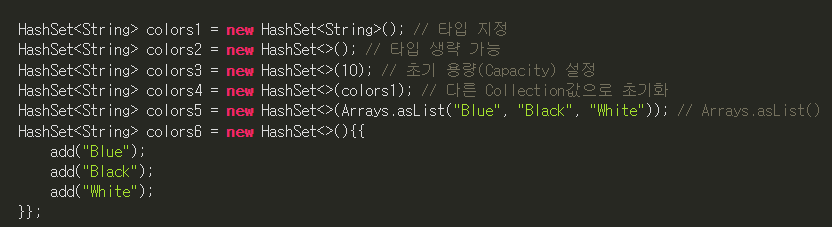 HashSet<String> colors1 = new HashSet<String>(); // 타입 지정
HashSet<String> colors2 = new HashSet<>(); // 타입 생략 가능
HashSet<String> colors3 = new HashSet<>(10); // 초기 용량(Capacity) 설정
HashSet<String> colors4 = new HashSet<>(colors1); // 다른 Collection값으로 초기화
HashSet<String> colors5 = new HashSet<>(Arrays.asList("Blue", "Black", "White")); // Arrays.asList()
HashSet<String> colors6 = new HashSet<>(){{
    add("Blue");
    add("Black");
    add("White");
}};